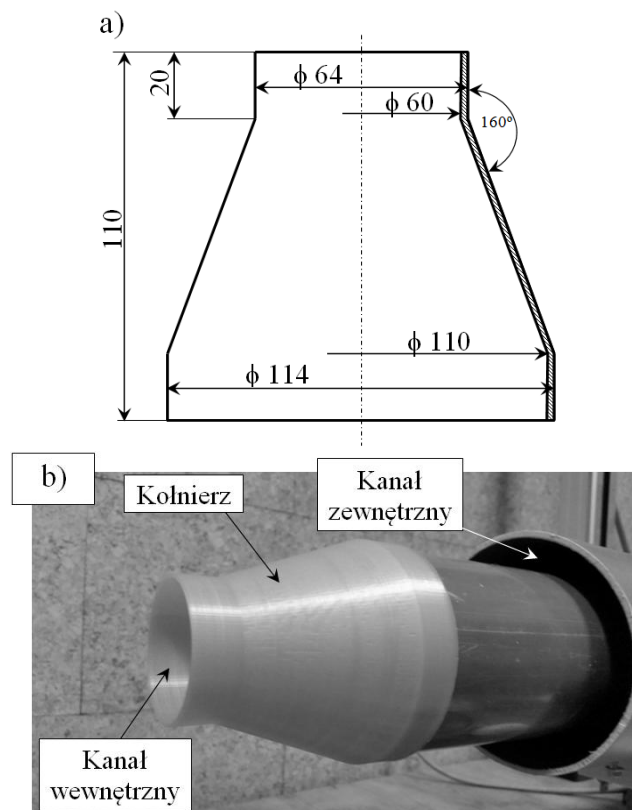 a)
20
ϕ 64
ϕ 60
160°
110
ϕ 110
ϕ 114
b)
Kołnierz
Kanał
zewnętrzny
Kanał
wewnętrzny